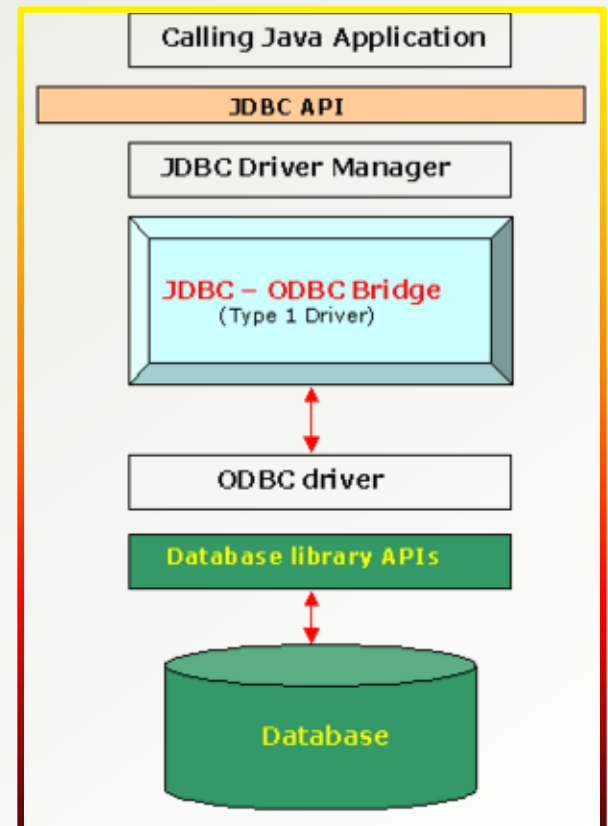 Calling Java Application
JDBC API
JDBC Driver Manager
JDBC – ODBC Bridge
(Type 1 Driver)
ODBC driver
Database library APIs
Database